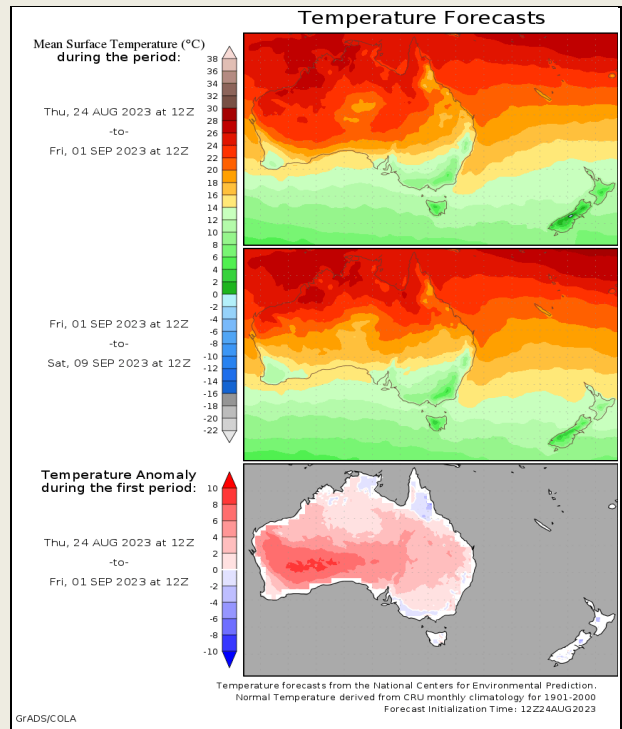 Temperature Forecasts
Mean Surface Temperature (°C)
during the period:
38
36
34
32
30
28
26
24
22
20
18
16
14
12
10
8
6
4
2
0
-2
-4
-6
-8
-10
-12
-14
-16
-18
-20
-22
Thu, 24 AUG 2023 at 12Z
-to-
Fri, 01 SEP 2023 at 12Z
Fri, 01 SEP 2023 at 12Z
-to-
Sat, 09 SEP 2023 at 12Z
Temperature Anomaly
during the first period:
10
8
6
4
2
0
-2
-4
-6
-8
-10
Thu, 24 AUG 2023 at 12Z
-to-
Fri, 01 SEP 2023 at 12Z
Temperature forecasts from the National Centers for Environmental Prediction.
Normal Temperature derived from CRU monthly climatology for 1901-2000
Forecast Initialization Time: 12Z24AUG2023
GrADS/COLA